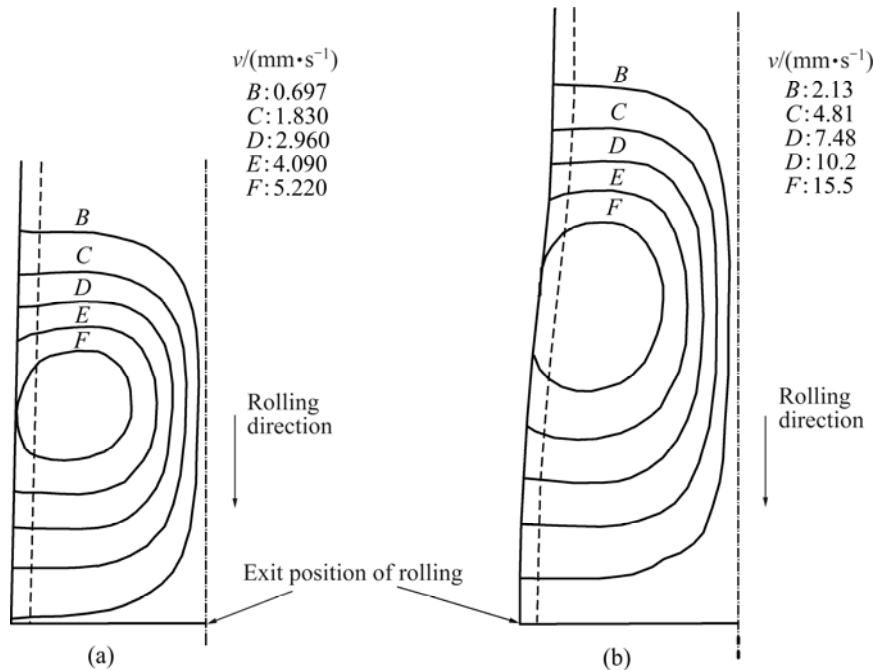 v/(mm•s⁻¹)
B:0.697
C:1.830
D:2.960
E:4.090
F:5.220
B
C
D
E
F
Rolling
direction
v/(mm•s⁻¹)
B:2.13
C:4.81
D:7.48
D:10.2
F:15.5
B
C
D
E
F
Rolling
direction
Exit position of rolling
(a)
(b)